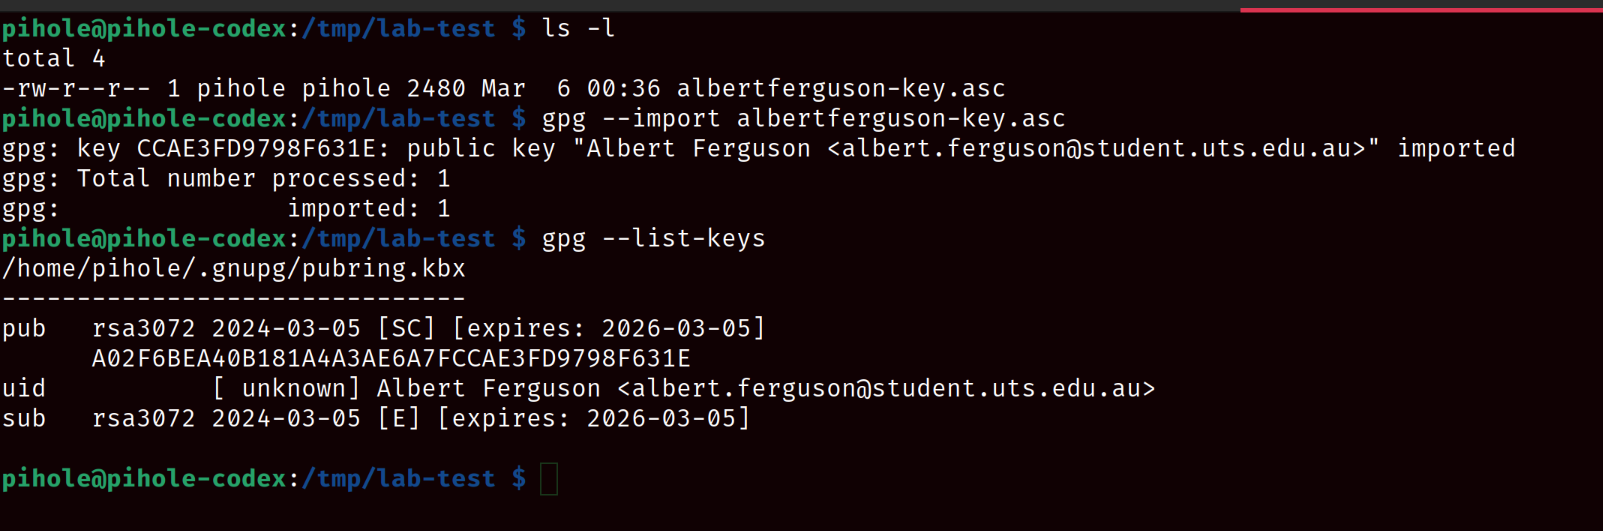 pihole@pihole-codex:/tmp/lab-test $ ls -l
total 4
-rw-r--r-- 1 pihole pihole 2480 Mar  6 00:36 albertferguson-key.asc
pihole@pihole-codex:/tmp/lab-test $ gpg --import albertferguson-key.asc
gpg: key CCAE3FD9798F631E: public key "Albert Ferguson <albert.ferguson@student.uts.edu.au>" imported
gpg: Total number processed: 1
gpg:               imported: 1
pihole@pihole-codex:/tmp/lab-test $ gpg --list-keys
/home/pihole/.gnupg/pubring.kbx
-------------------------------
pub   rsa3072 2024-03-05 [SC] [expires: 2026-03-05]
      A02F6BEA40B181A4A3AE6A7FCCAE3FD9798F631E
uid           [ unknown] Albert Ferguson <albert.ferguson@student.uts.edu.au>
sub   rsa3072 2024-03-05 [E] [expires: 2026-03-05]

pihole@pihole-codex:/tmp/lab-test $